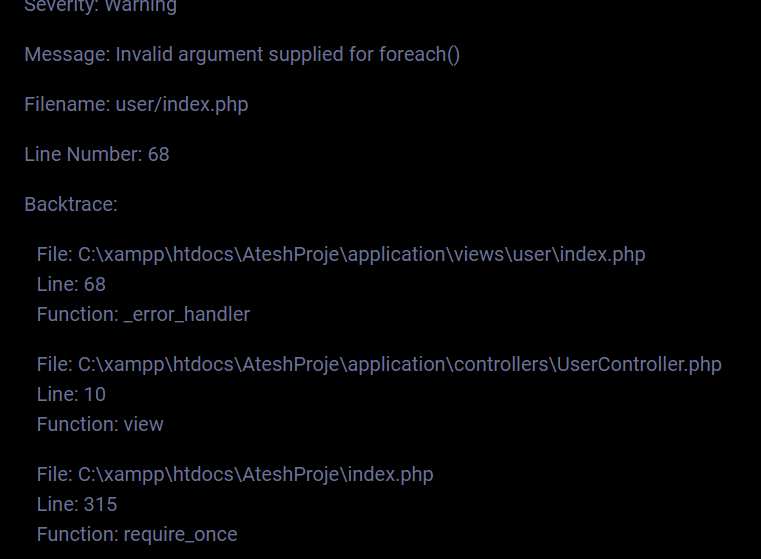 Severity: Warning
Message: Invalid argument supplied for foreach()
Filename: user/index.php
Line Number: 68
Backtrace:
File: C:\xampp\htdocs\AteshProje\application\views\user\index.php
Line: 68
Function: _error_handler
File: C:\xampp\htdocs\AteshProje\application\controllers\UserController.php
Line: 10
Function: view
File: C:\xampp\htdocs\AteshProje\index.php
Line: 315
Function: require_once